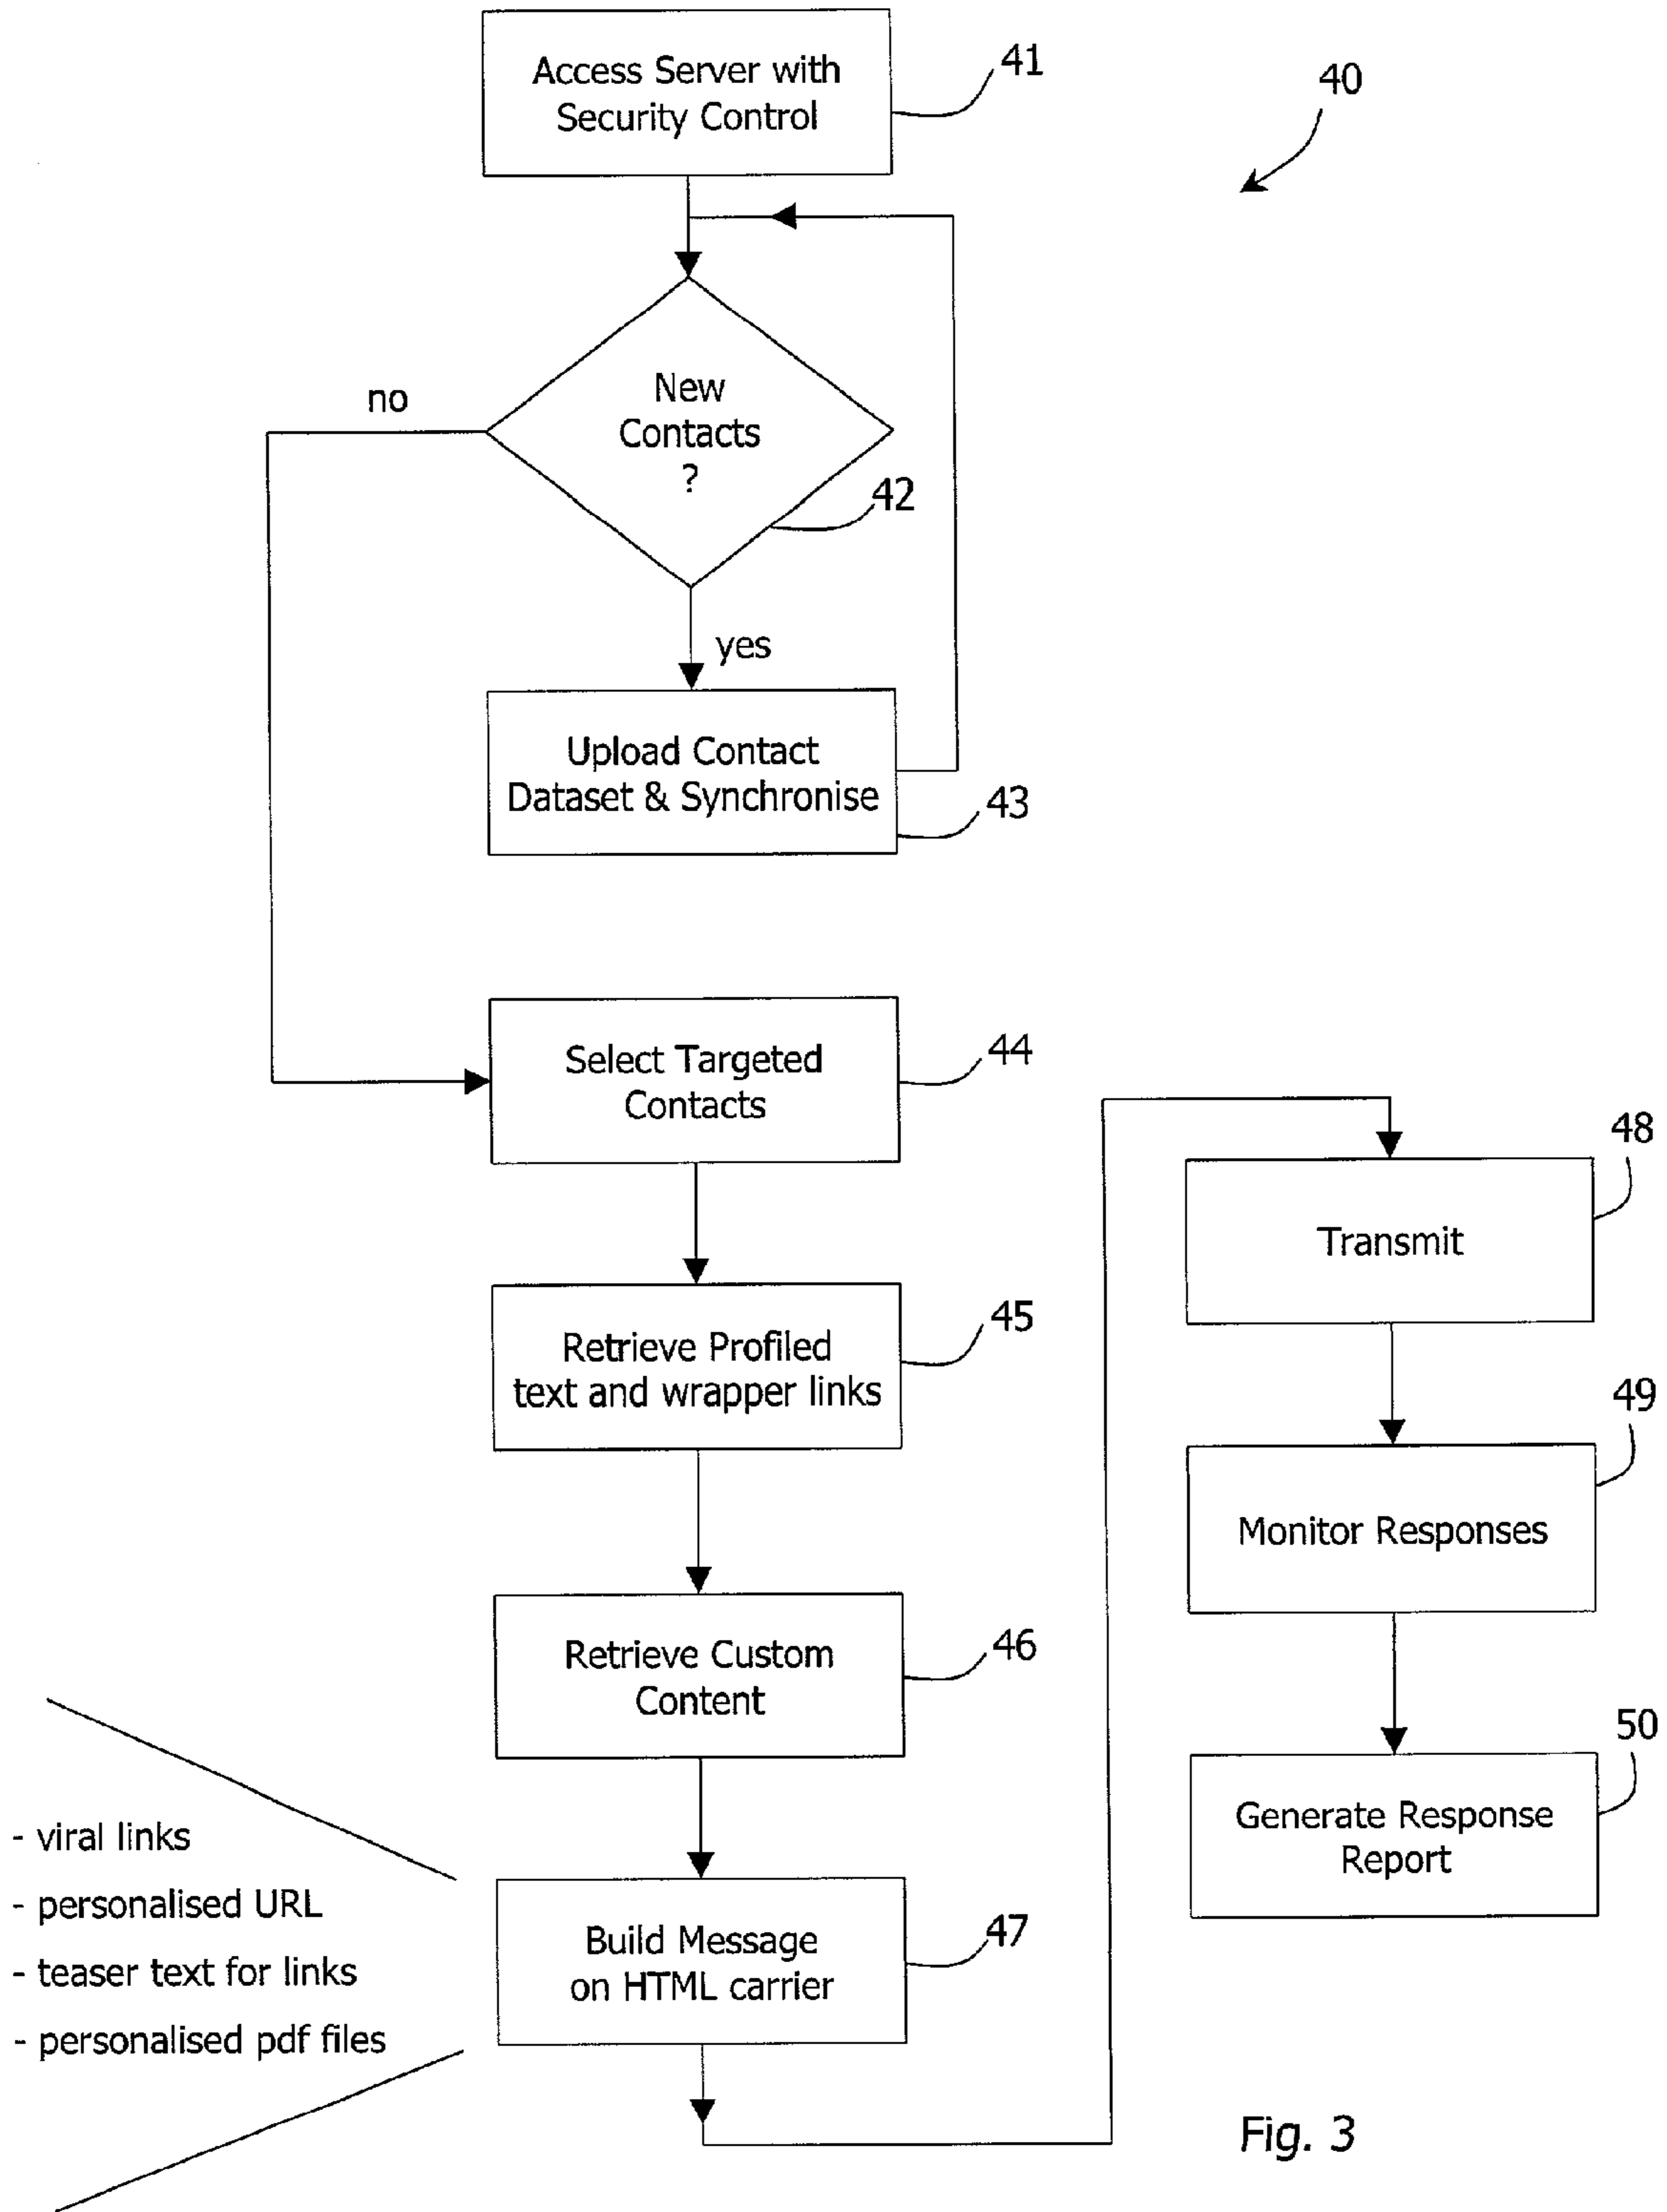 Access Server with
Security Control
41
40
no
New
Contacts
?
42
yes
Upload Contact
Dataset & Synchronise
43
Select Targeted
Contacts
44
Retrieve Profiled
text and wrapper links
45
Retrieve Custom
Content
46
- viral links
- personalised URL
- teaser text for links
- personalised pdf files
Build Message
on HTML carrier
47
48
Transmit
49
Monitor Responses
50
Generate Response
Report
Fig. 3